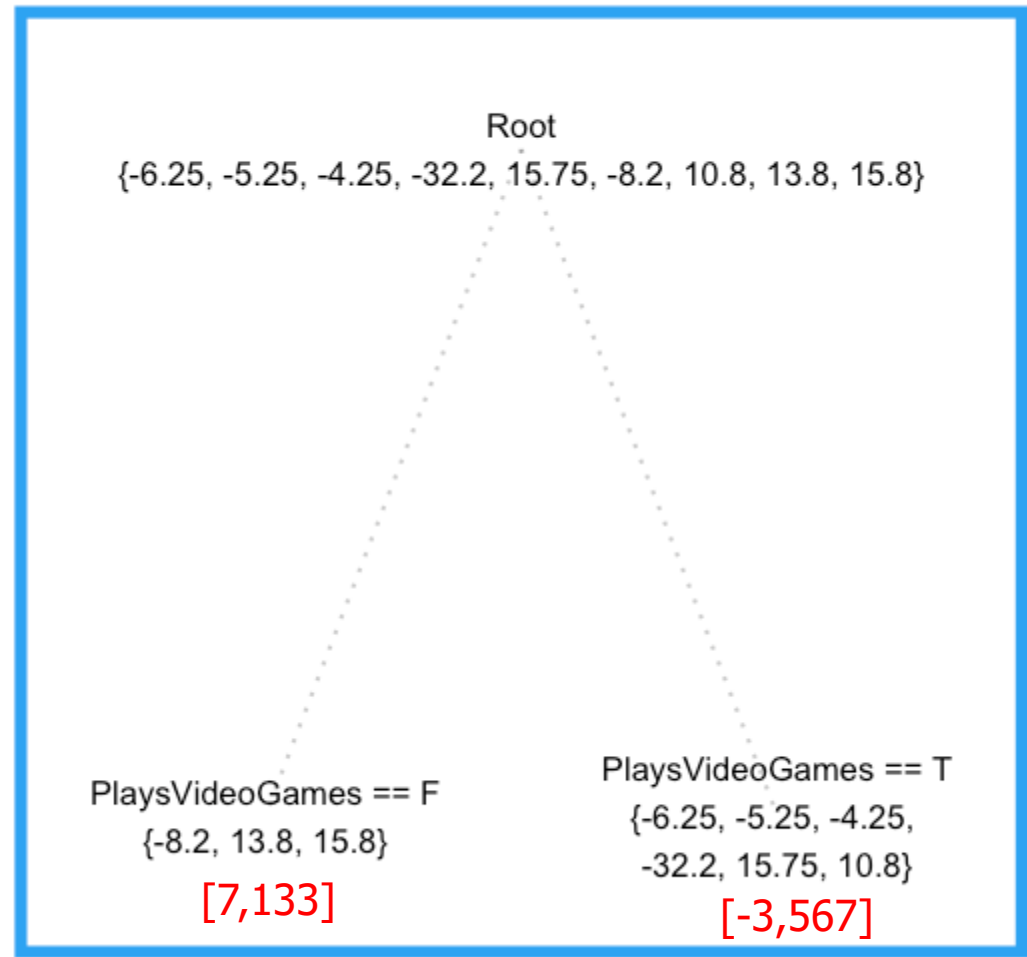 Root
{-6.25, -5.25, -4.25, -32.2, 15.75, -8.2, 10.8, 13.8, 15.8}
PlaysVideoGames == F
{-8.2, 13.8, 15.8}
[7,133]
PlaysVideoGames == T
{-6.25, -5.25, -4.25,
-32.2, 15.75, 10.8}
[-3,567]